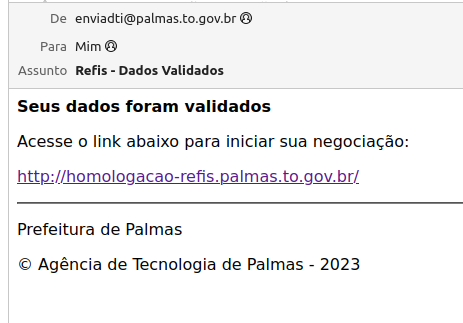 De enviadti@palmas.to.gov.br
Para Mim
Assunto Refis - Dados Validados
Seus dados foram validados
Acesse o link abaixo para iniciar sua negociação:
http://homologacao-refis.palmas.to.gov.br/
Prefeitura de Palmas
© Agência de Tecnologia de Palmas - 2023